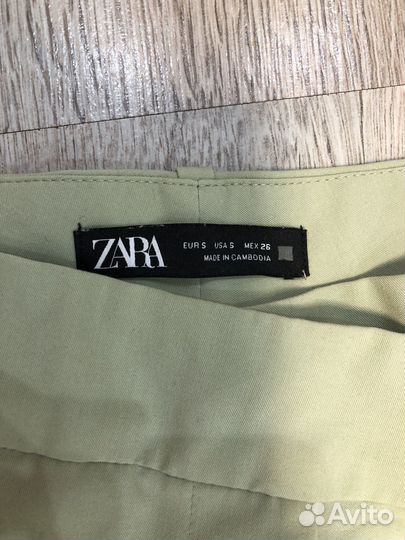 ZARA
EUR S USA S MEX 26
MADE IN CAMBODIA
Avito